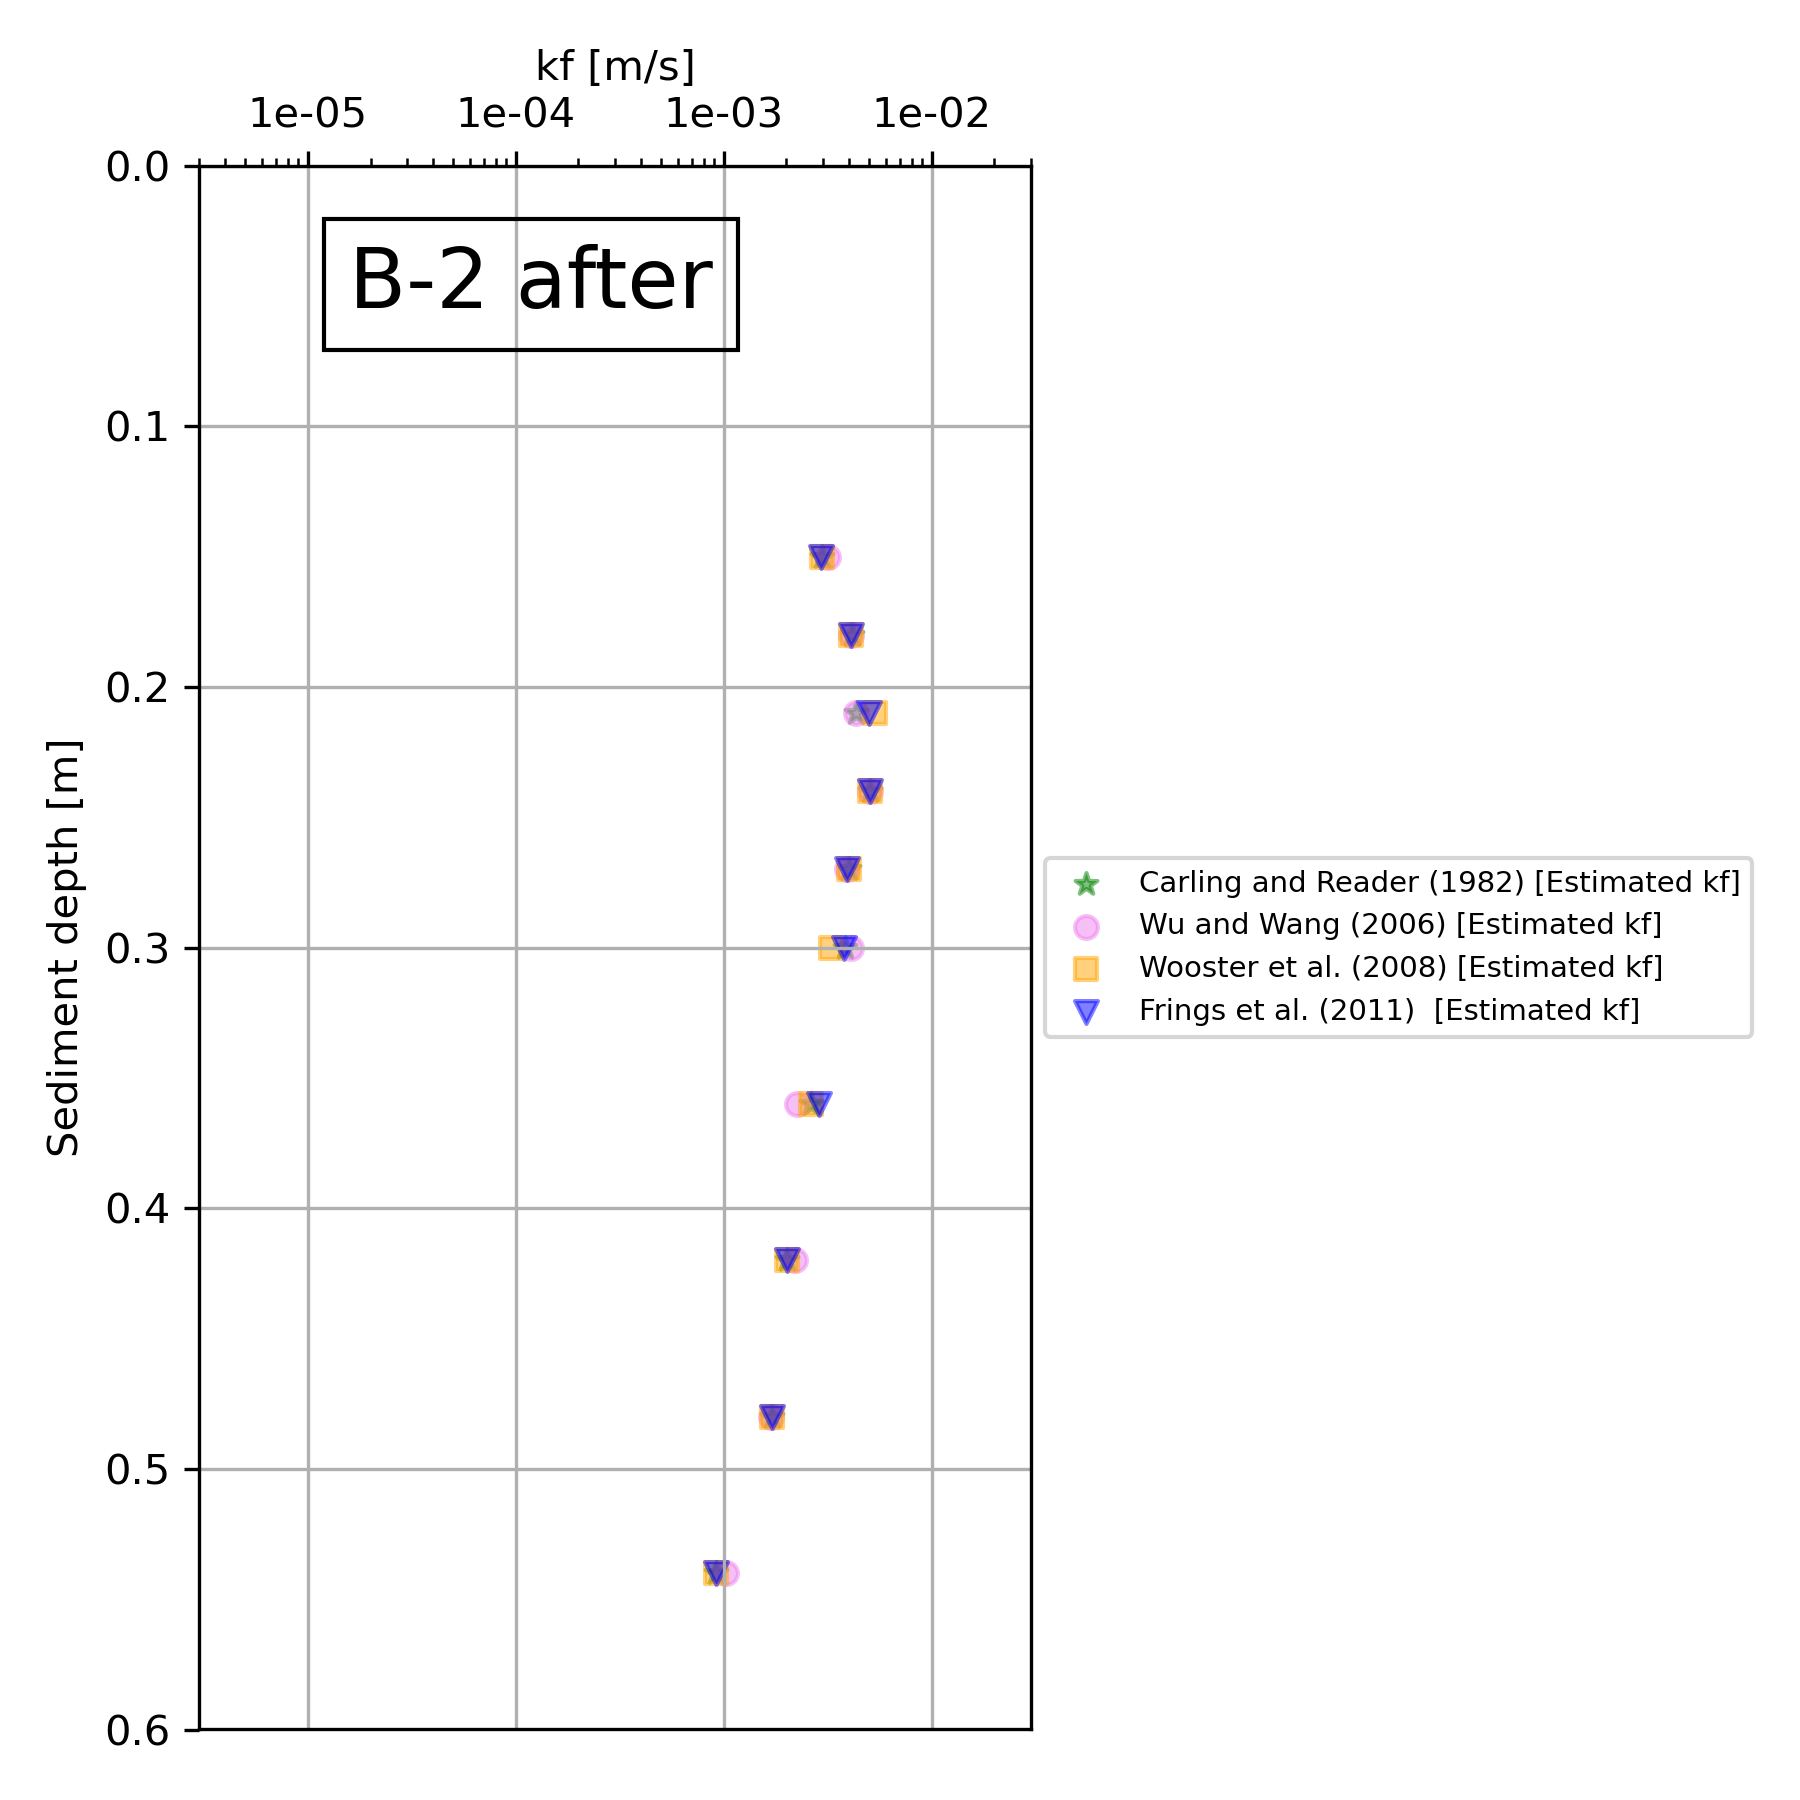 kf [m/s]
1e-05 1e-04 1e-03 1e-02
0.0
B-2 after
0.1
0.2
0.3
0.4
0.5
0.6
Sediment depth [m]
Carling and Reader (1982) [Estimated kf]
Wu and Wang (2006) [Estimated kf]
Wooster et al. (2008) [Estimated kf]
Frings et al. (2011)  [Estimated kf]